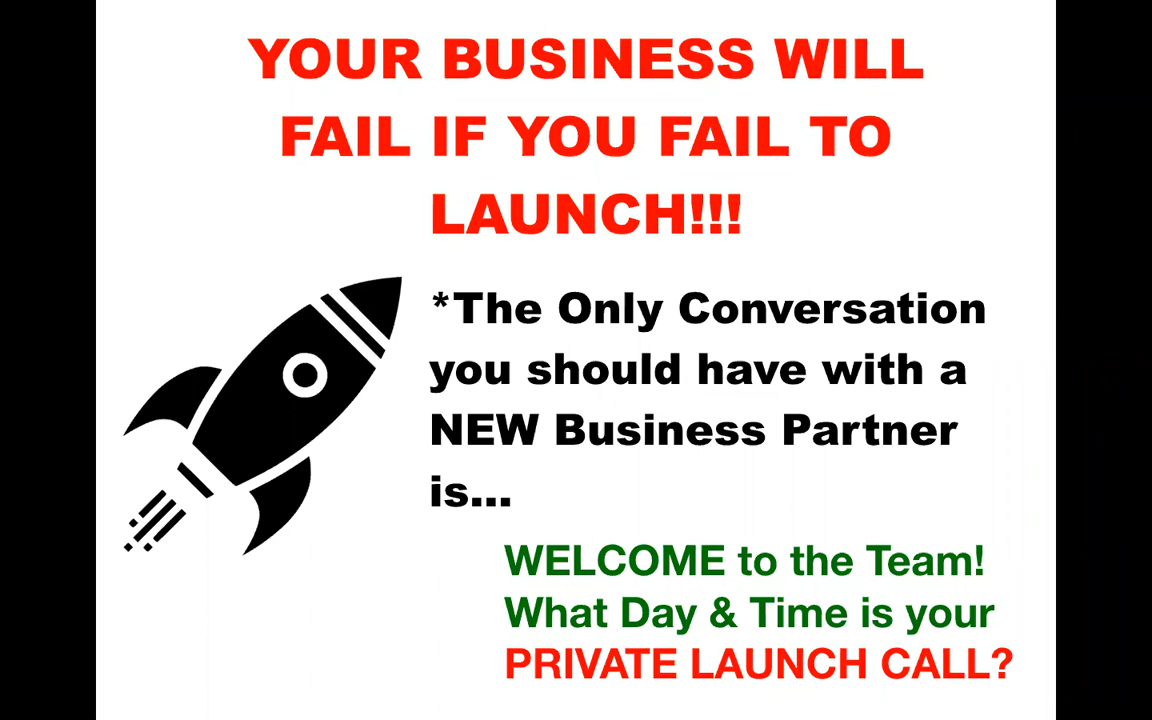 YOUR BUSINESS WILL
FAIL IF YOU FAIL TO
LAUNCH!!!
*The Only Conversation
you should have with a
NEW Business Partner
is...
WELCOME to the Team!
What Day & Time is your
PRIVATE LAUNCH CALL?